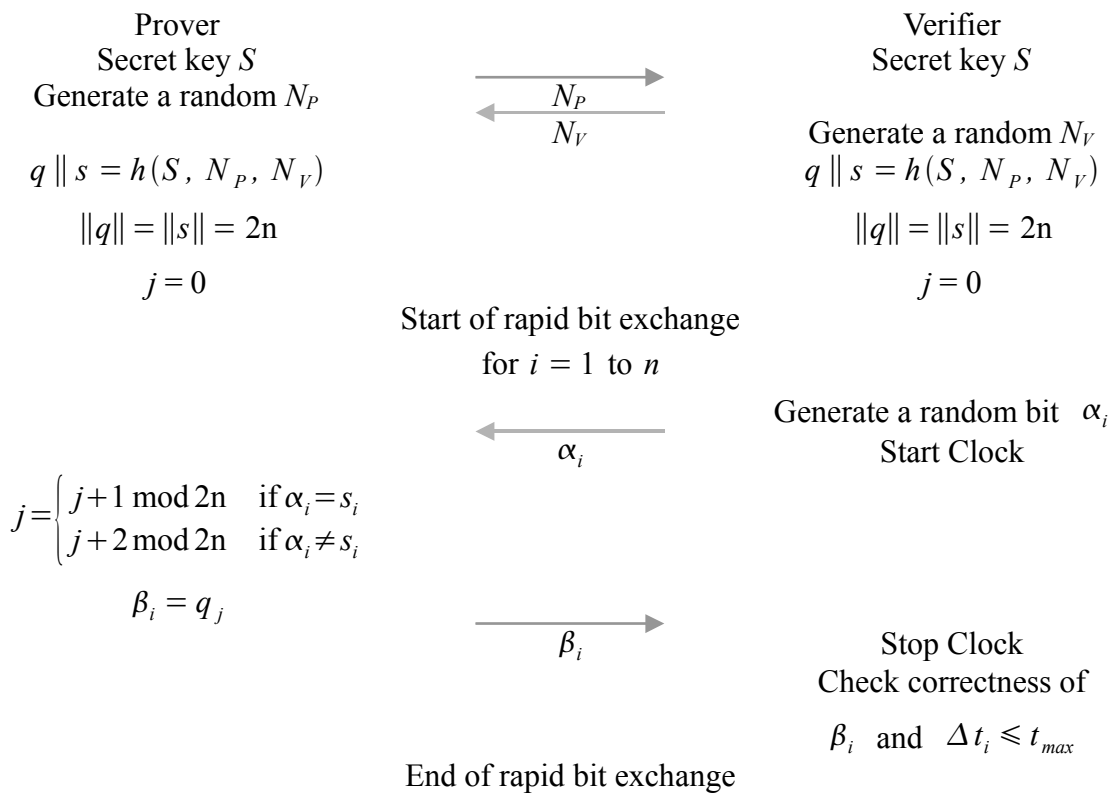 Prover
Secret key S
Generate a random N_P
Verifier
Secret key S
N_P
N_V
Generate a random N_V
q || s = h(S, N_P, N_V)
q || s = h(S, N_P, N_V)
||q|| = ||s|| = 2n
||q|| = ||s|| = 2n
j = 0
j = 0
Start of rapid bit exchange
for i = 1 to n
Generate a random bit α_i
Start Clock
α_i
j = { j+1 mod 2n if α_i = s_i
j+2 mod 2n if α_i ≠ s_i
β_i = q_j
β_i
Stop Clock
Check correctness of
β_i and Δt_i ⩽ t_max
End of rapid bit exchange